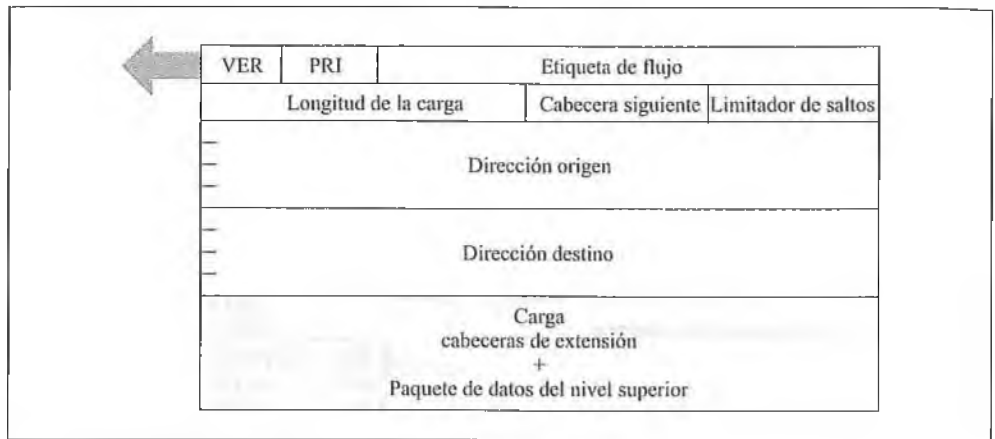 VER PRI Etiqueta de flujo
Longitud de la carga Cabecera siguiente Limitador de saltos
Dirección origen
Dirección destino
Carga
cabeceras de extensión
+
Paquete de datos del nivel superior